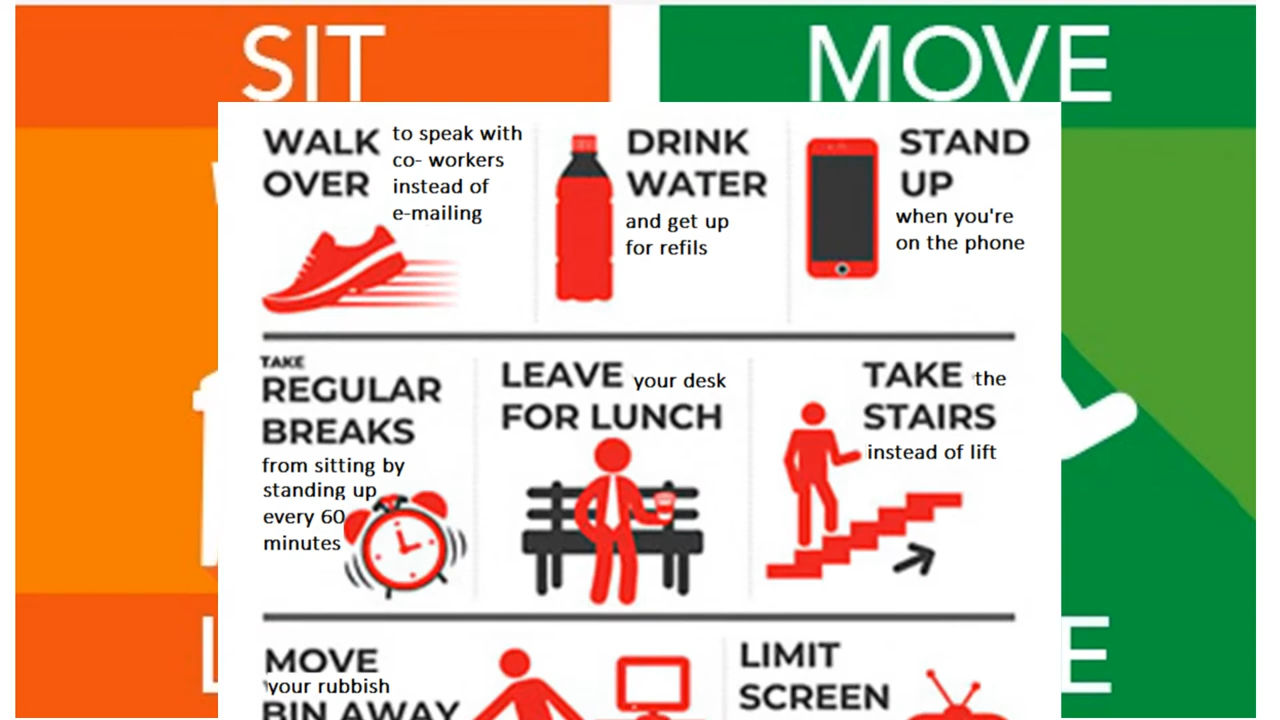 SIT
MOVE
WALK OVER
to speak with
co- workers
instead of
e-mailing
DRINK
WATER
and get up
for refils
STAND
UP
when you're
on the phone
TAKE
REGULAR
BREAKS
from sitting by
standing up
every 60
minutes
LEAVE your desk
FOR LUNCH
TAKE the
STAIRS
instead of lift
MOVE
your rubbish
BIN AWAY
LIMIT
SCREEN